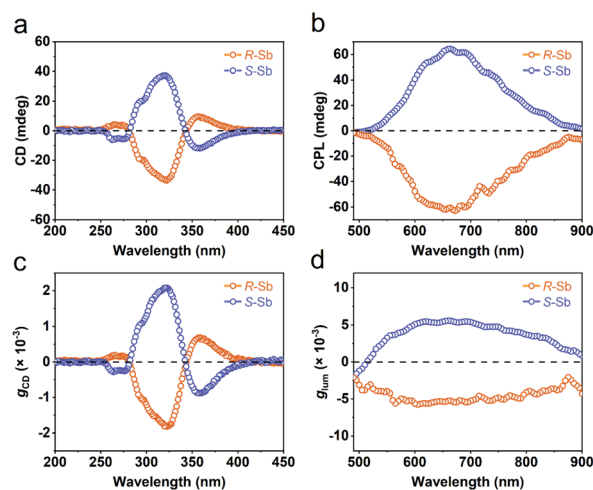 a
R-Sb
S-Sb
CD (mdeg)
60
40
20
0
-20
-40
-60
200 250 300 350 400 450
Wavelength (nm)
b
R-Sb
S-Sb
CPL (mdeg)
60
40
20
0
-20
-40
-60
500 600 700 800 900
Wavelength (nm)
c
R-Sb
S-Sb
gCD (× 10-3)
2
1
0
-1
-2
200 250 300 350 400 450
Wavelength (nm)
d
R-Sb
S-Sb
glum (× 10-3)
10
5
0
-5
-10
500 600 700 800 900
Wavelength (nm)